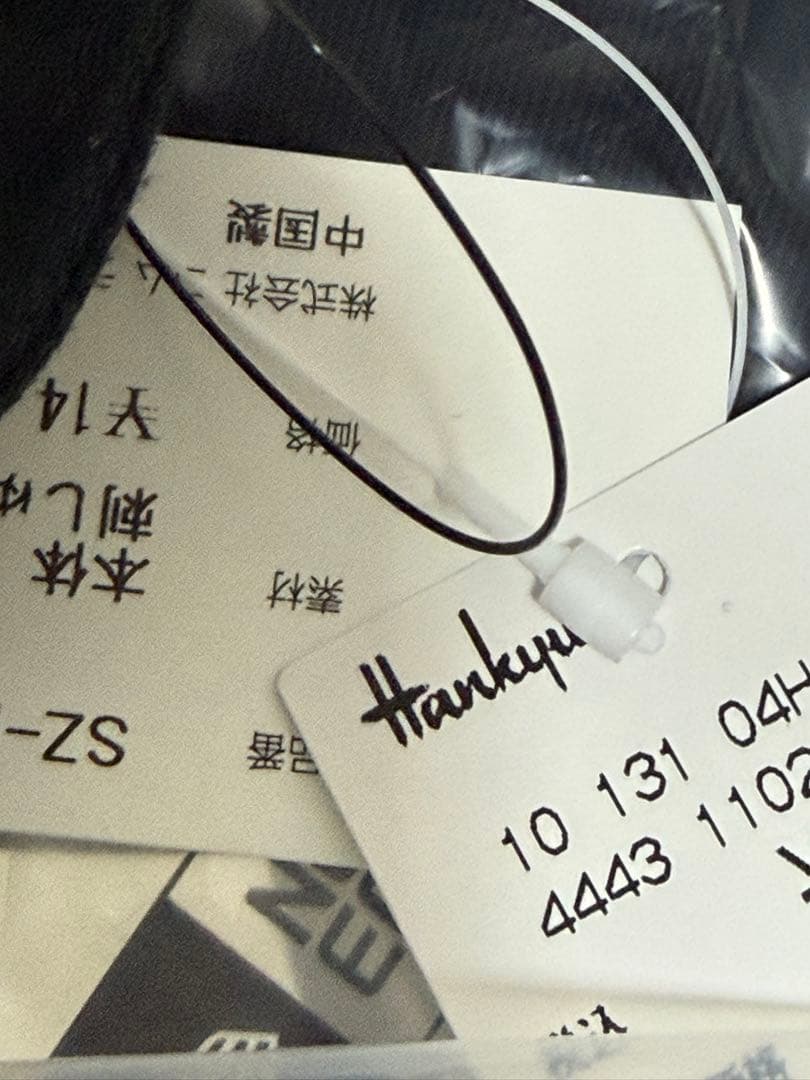 品番 SZ-
素材 本体
刺しゅ
価格 ¥14
株式会社
中国製
Hankyu
10 131 04H
4443 1102